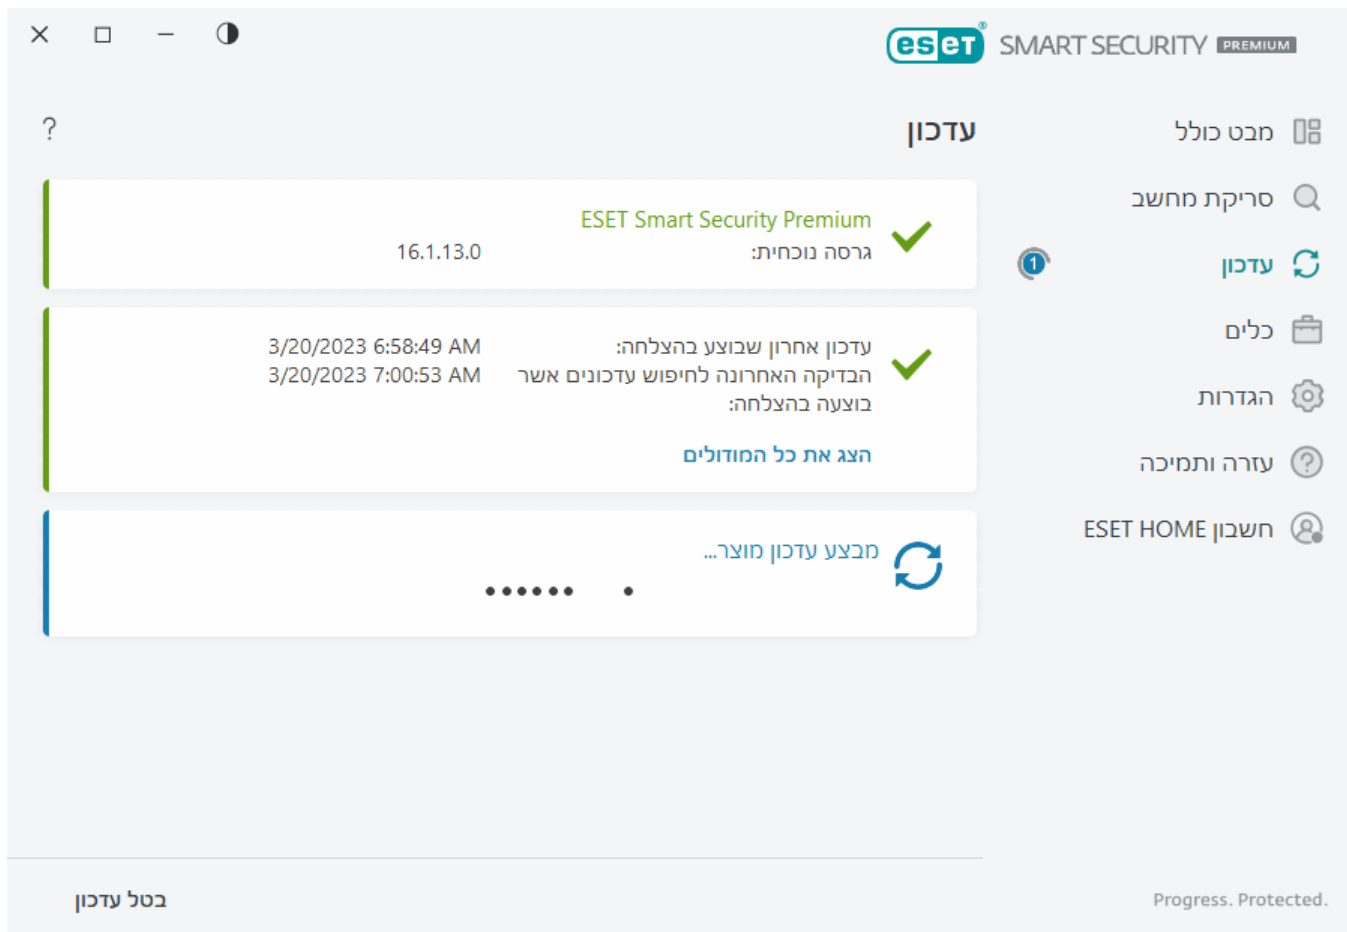 eset® SMART SECURITY PREMIUM
מבט כולל
סריקת מחשב
עדכון 1
כלים
הגדרות
עזרה ותמיכה
חשבון ESET HOME
Progress. Protected.
עדכון
?
ESET Smart Security Premium
גרסה נוכחית: 16.1.13.0
עדכון אחרון שבוצע בהצלחה: 3/20/2023 6:58:49 AM
הבדיקה האחרונה לחיפוש עדכונים אשר 3/20/2023 7:00:53 AM
בוצעה בהצלחה:
הצג את כל המודולים
מבצע עדכון מוצר...
בטל עדכון